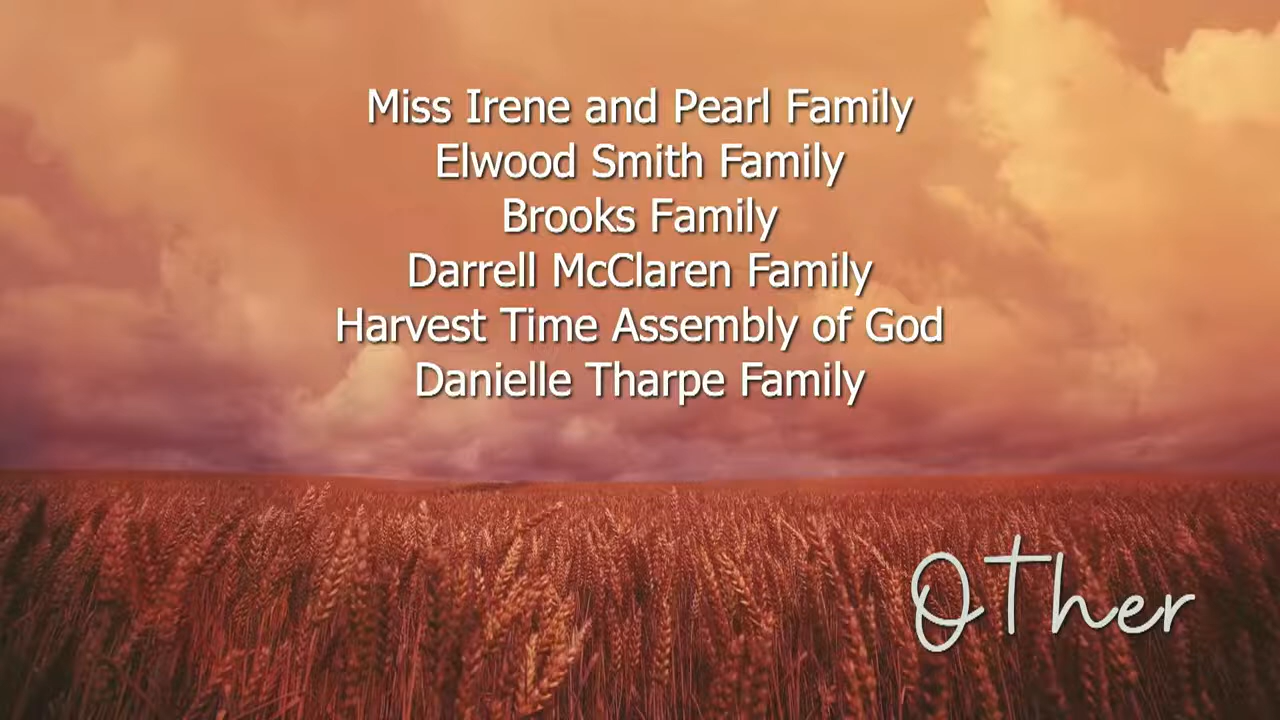 Miss Irene and Pearl Family
Elwood Smith Family
Brooks Family
Darrell McClaren Family
Harvest Time Assembly of God
Danielle Tharpe Family
Other